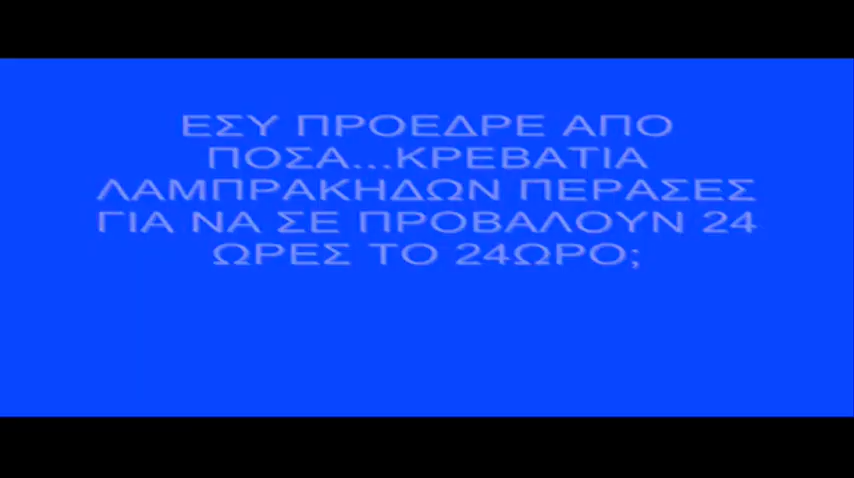 ΕΣΥ ΠΡΟΕΔΡΕ ΑΠΟ
ΠΟΣΑ...ΚΡΕΒΑΤΙΑ
ΛΑΜΠΡΑΚΗΔΩΝ ΠΕΡΑΣΕΣ
ΓΙΑ ΝΑ ΣΕ ΠΡΟΒΑΛΟΥΝ 24
ΩΡΕΣ ΤΟ 24ΩΡΟ;